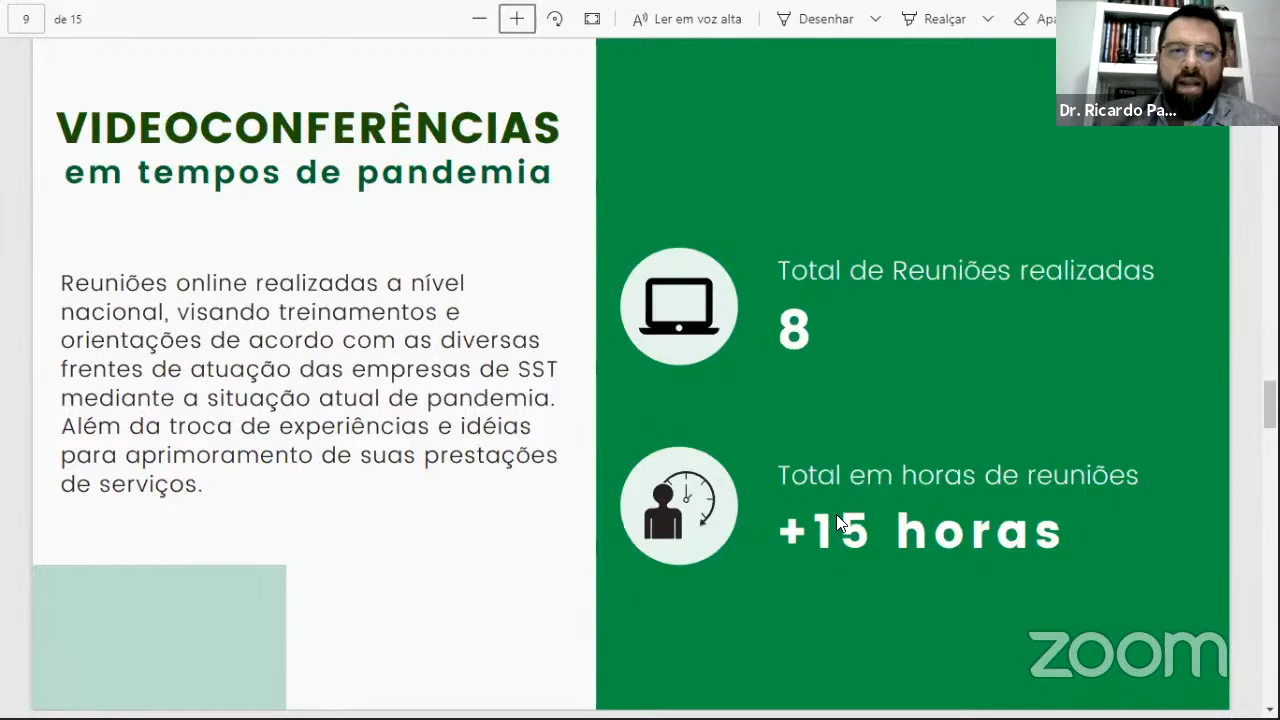 9 de 15
Ler em voz alta
Desenhar
Realçar
Dr. Ricardo Pa...
VIDEOCONFERÊNCIAS
em tempos de pandemia
Reuniões online realizadas a nível
nacional, visando treinamentos e
orientações de acordo com as diversas
frentes de atuação das empresas de SST
mediante a situação atual de pandemia.
Além da troca de experiências e idéias
para aprimoramento de suas prestações
de serviços.
Total de Reuniões realizadas
8
Total em horas de reuniões
+15 horas
zoom